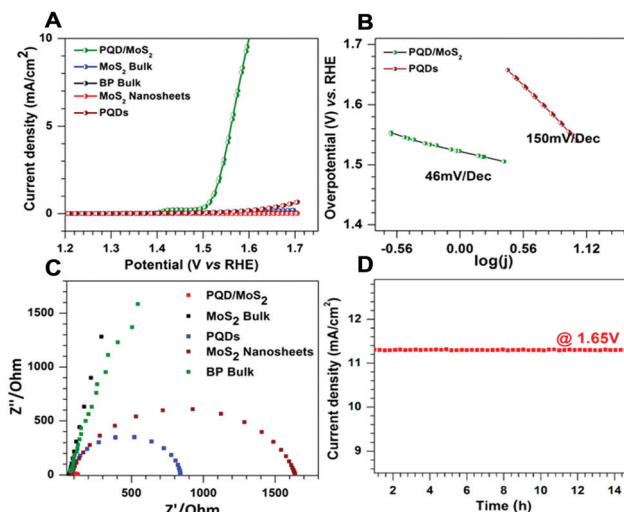 A
PQD/MoS2
MoS2 Bulk
BP Bulk
MoS2 Nanosheets
PQDs
Current density (mA/cm2)
10
5
0
1.2 1.3 1.4 1.5 1.6 1.7
Potential (V vs RHE)
B
PQD/MoS2
PQDs
Overpotential (V) vs. RHE
1.7
1.6
1.5
1.4
150mV/Dec
46mV/Dec
-0.56 0.00 0.56 1.12
log(j)
C
PQD/MoS2
MoS2 Bulk
PQDs
MoS2 Nanosheets
BP Bulk
Z''/Ohm
1500
1000
500
0
500 1000 1500
Z'/Ohm
D
@ 1.65V
Current density (mA/cm2)
13
12
11
10
9
2 4 6 8 10 12 14
Time (h)